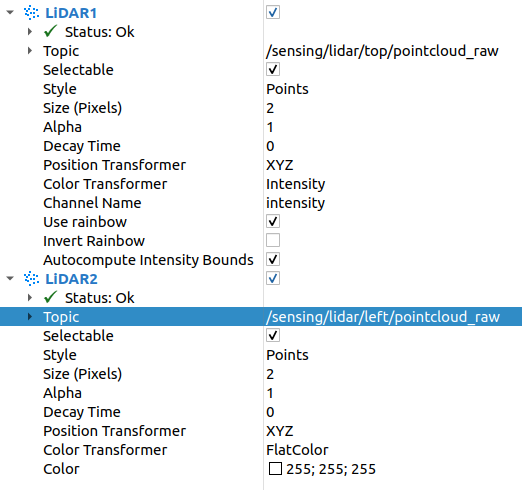 LiDAR1
Status: Ok
Topic /sensing/lidar/top/pointcloud_raw
Selectable
Style Points
Size (Pixels) 2
Alpha 1
Decay Time 0
Position Transformer XYZ
Color Transformer Intensity
Channel Name intensity
Use rainbow
Invert Rainbow
Autocompute Intensity Bounds
LiDAR2
Status: Ok
Topic /sensing/lidar/left/pointcloud_raw
Selectable
Style Points
Size (Pixels) 2
Alpha 1
Decay Time 0
Position Transformer XYZ
Color Transformer FlatColor
Color 255; 255; 255